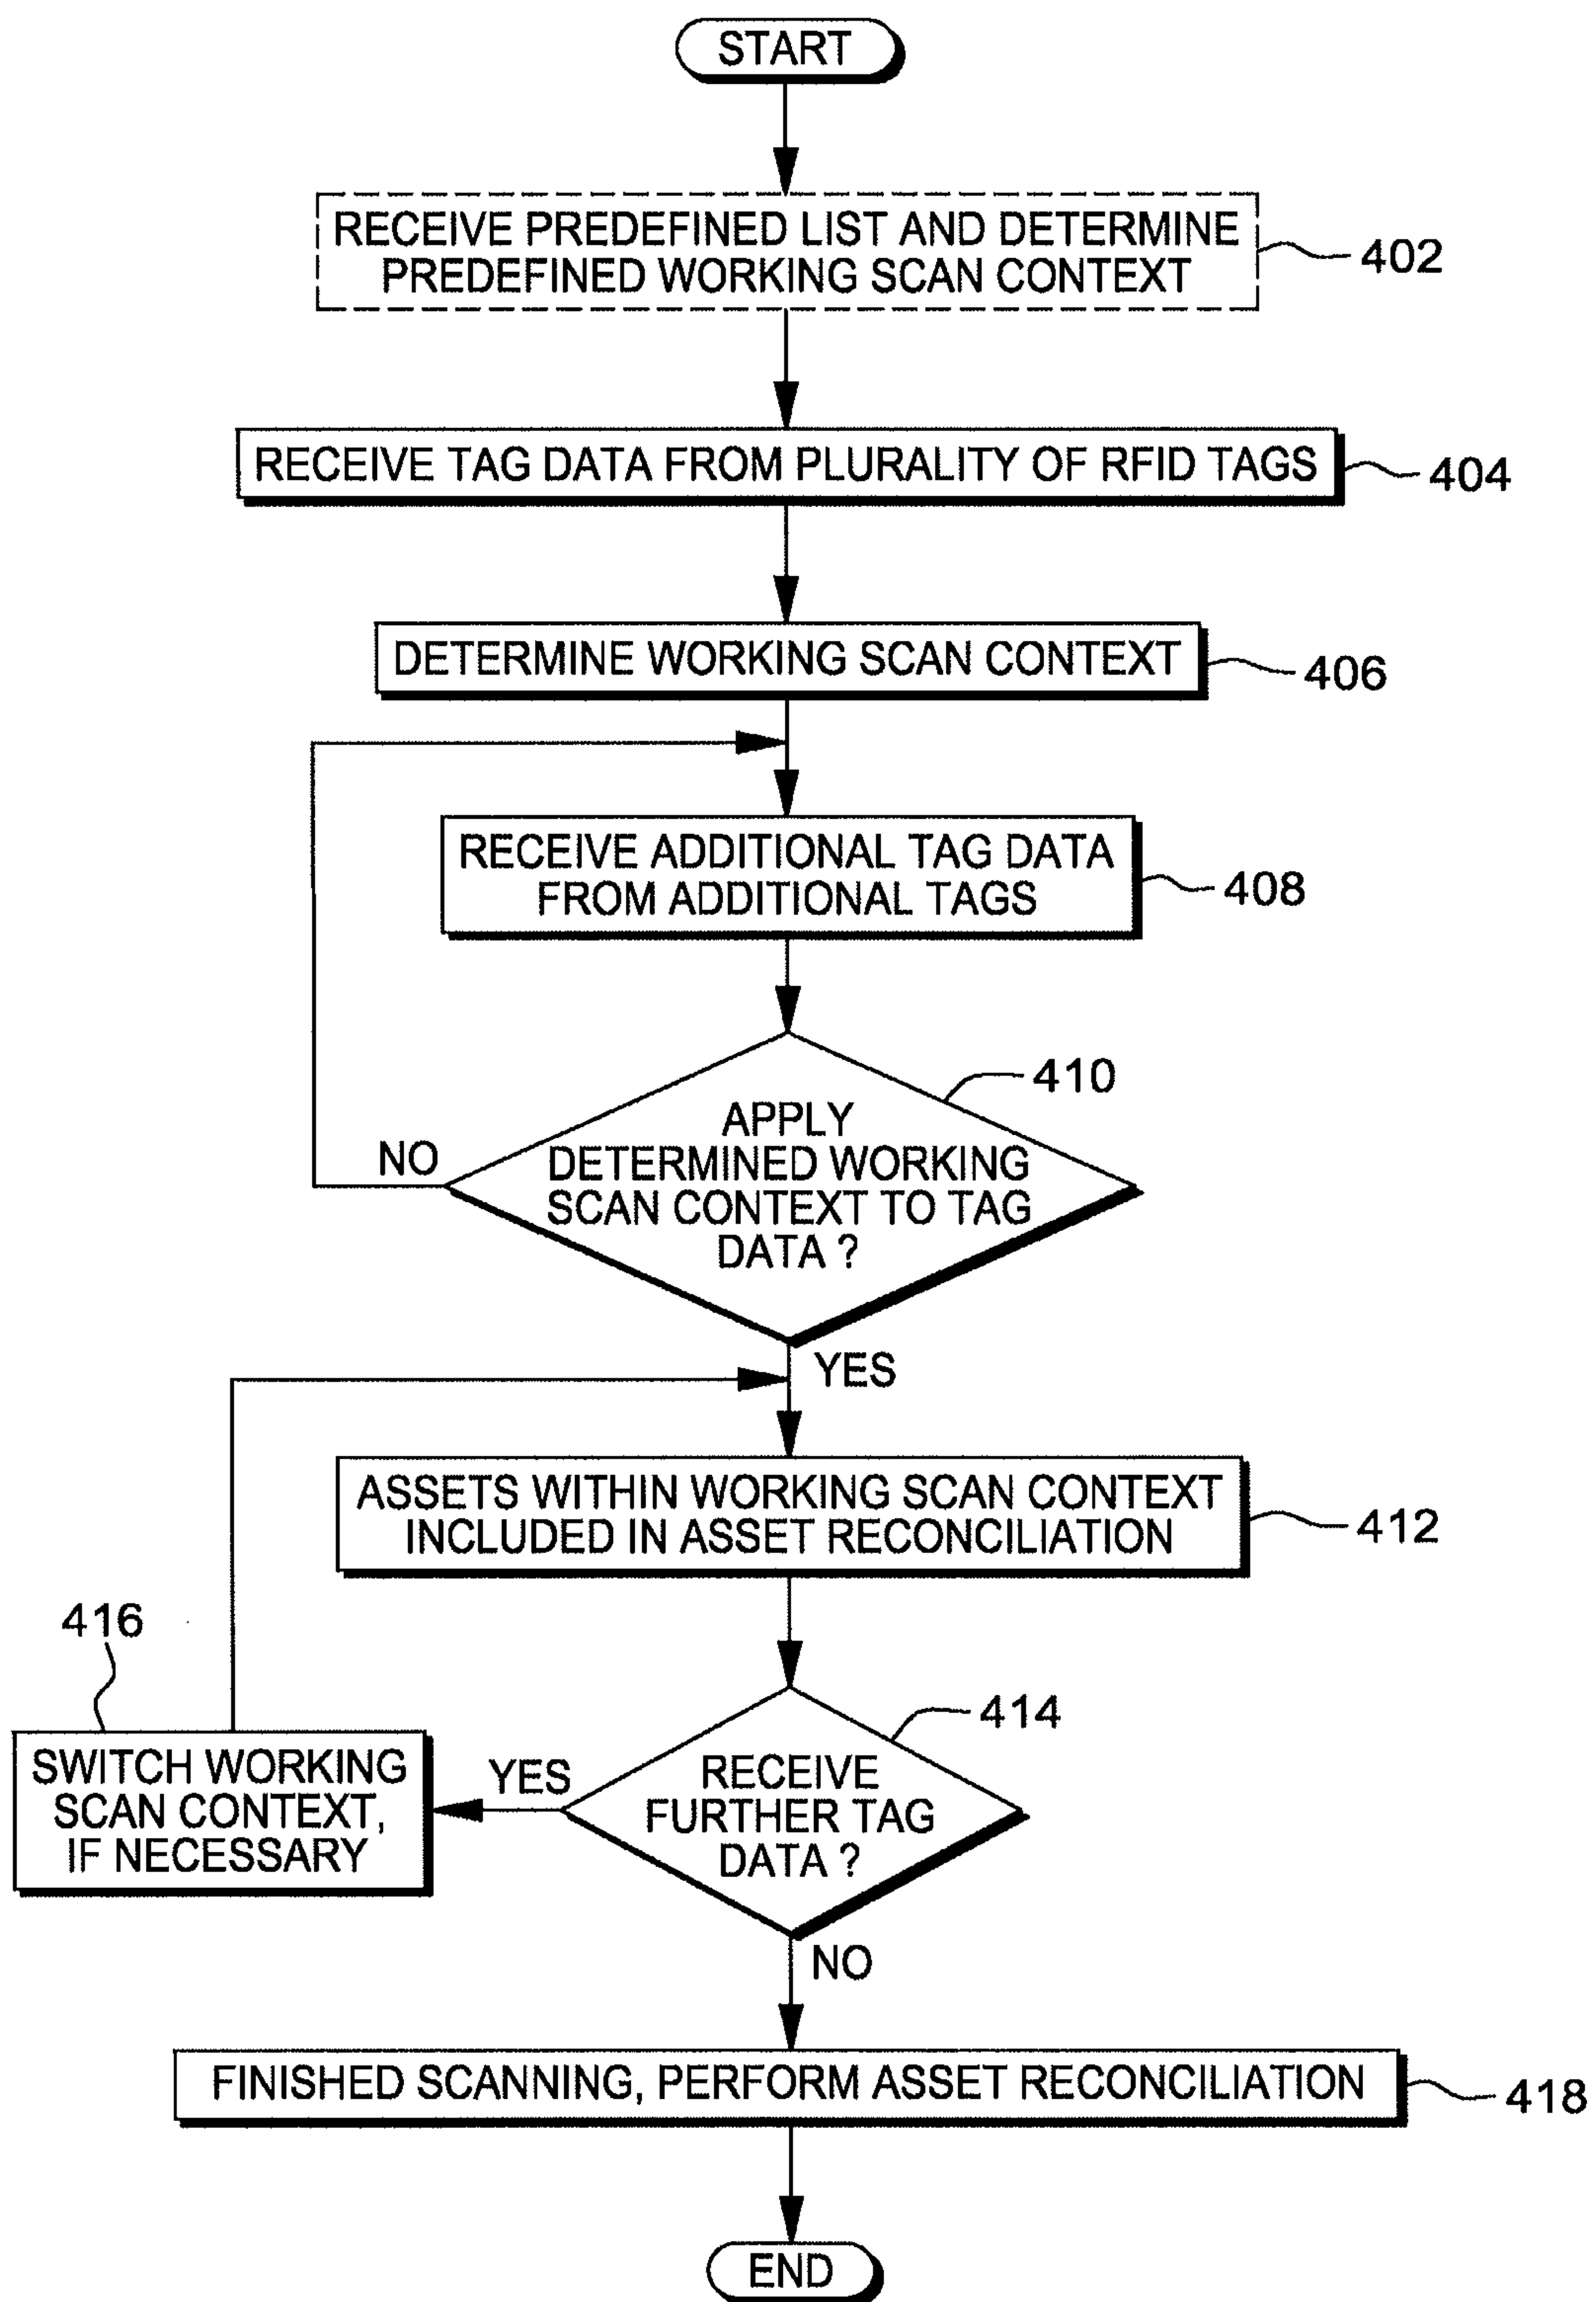 START
RECEIVE PREDEFINED LIST AND DETERMINE
PREDEFINED WORKING SCAN CONTEXT
402
RECEIVE TAG DATA FROM PLURALITY OF RFID TAGS
404
DETERMINE WORKING SCAN CONTEXT
406
RECEIVE ADDITIONAL TAG DATA
FROM ADDITIONAL TAGS
408
410
APPLY
DETERMINED WORKING
SCAN CONTEXT TO TAG
DATA ?
NO
YES
ASSETS WITHIN WORKING SCAN CONTEXT
INCLUDED IN ASSET RECONCILIATION
412
416
414
SWITCH WORKING
SCAN CONTEXT,
IF NECESSARY
YES
RECEIVE
FURTHER TAG
DATA ?
NO
FINISHED SCANNING, PERFORM ASSET RECONCILIATION
418
END